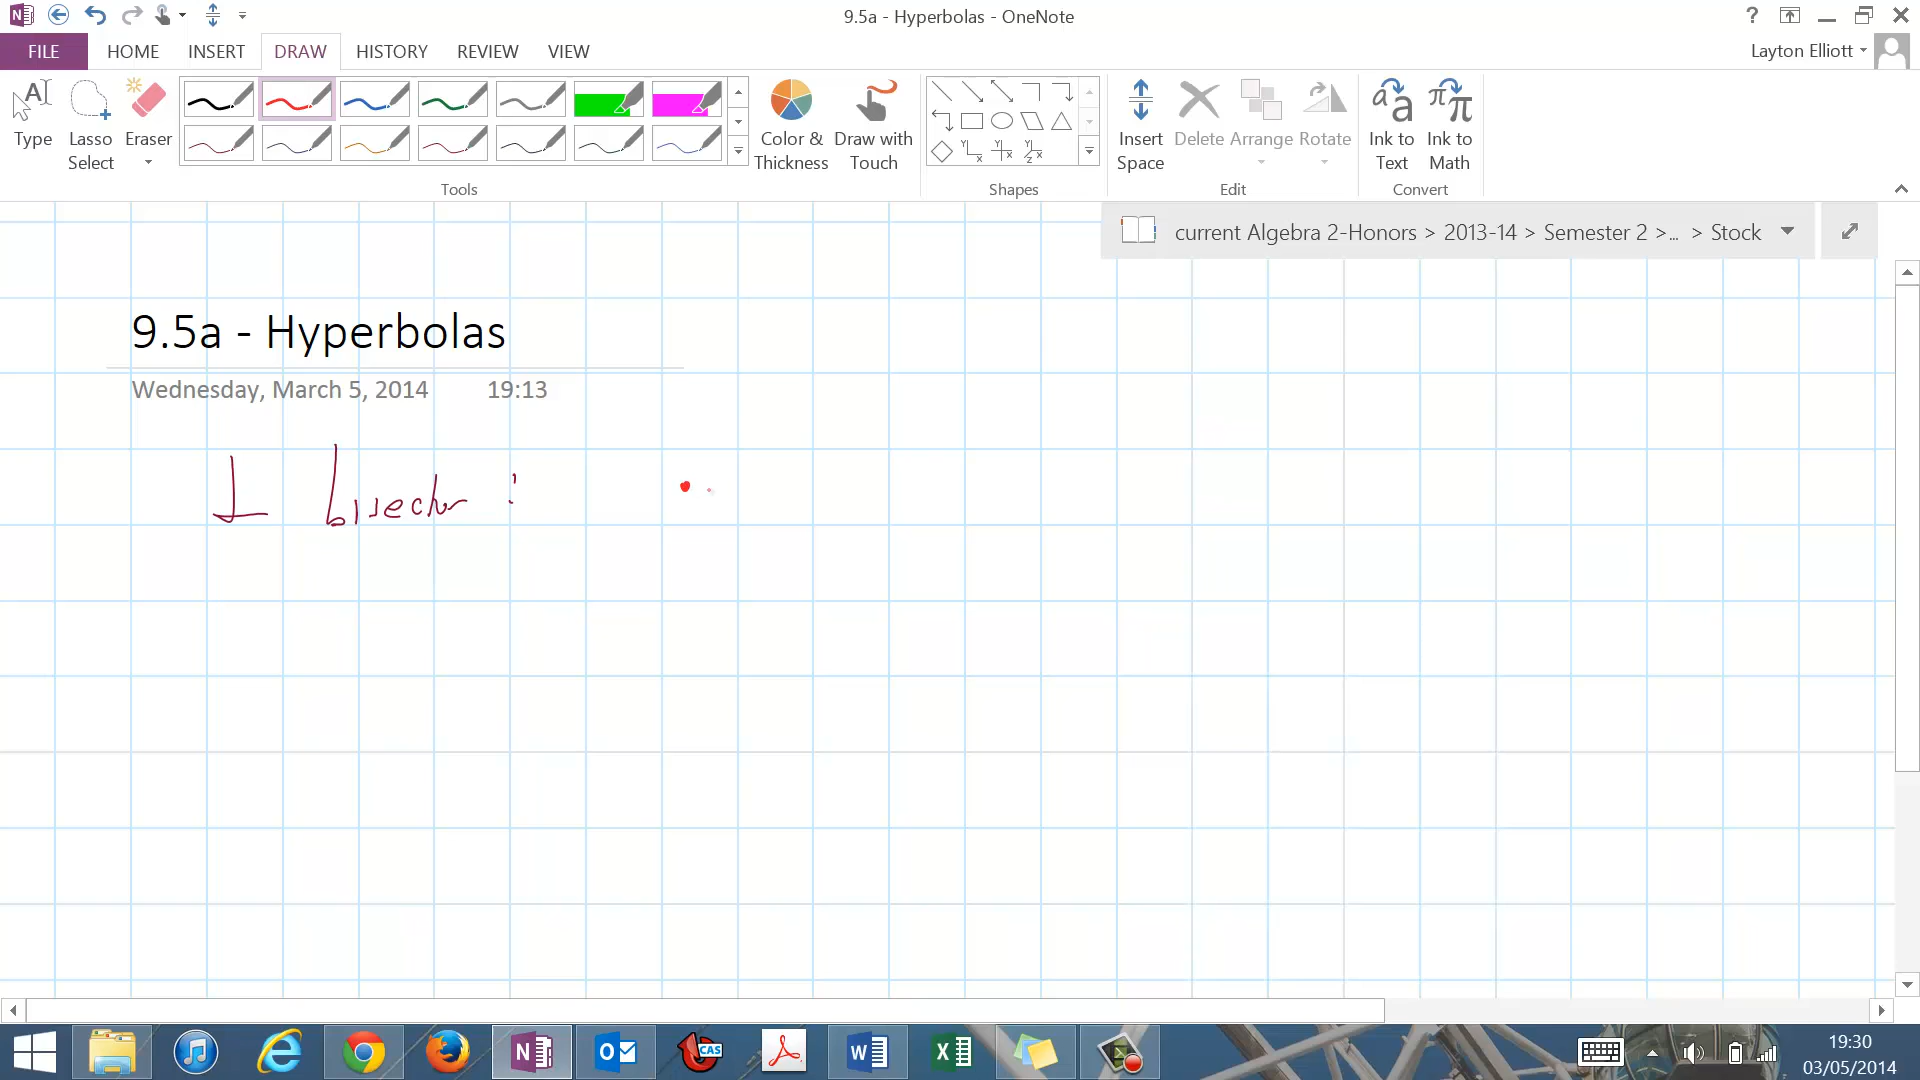 9.5a - Hyperbolas - OneNote
?
FILE HOME INSERT DRAW HISTORY REVIEW VIEW
Layton Elliott
Type
Lasso Select
Eraser
Color & Thickness
Draw with Touch
Insert Space
Delete
Arrange
Rotate
Ink to Text
Ink to Math
Tools
Shapes
Edit
Convert
current Algebra 2-Honors > 2013-14 > Semester 2 >... > Stock
9.5a - Hyperbolas
Wednesday, March 5, 2014 19:13
⊥ bisector :
19:30
03/05/2014